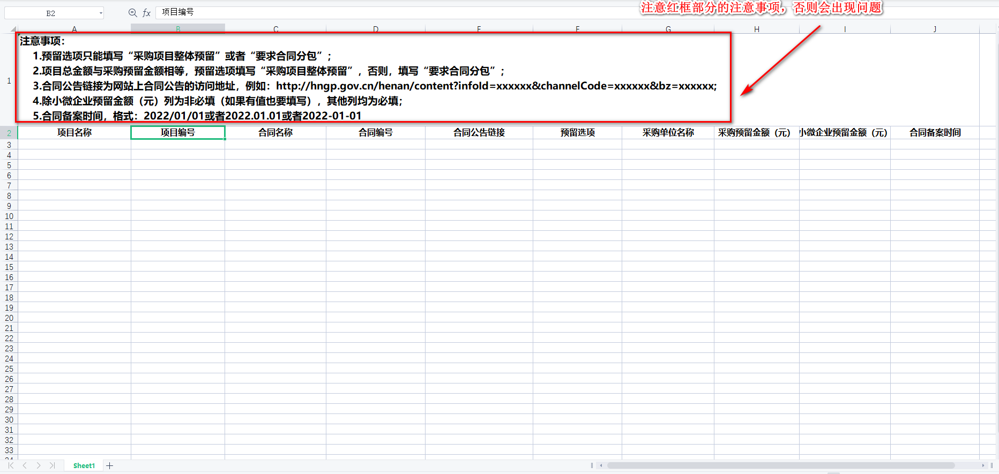 注意红框部分的注意事项，否则会出现问题
B2
fx
项目编号
A B C D E F G H I J
1
注意事项：
1.预留选项只能填写“采购项目整体预留”或者“要求合同分包”；
2.项目总金额与采购预留金额相等，预留选项填写“采购项目整体预留”，否则，填写“要求合同分包”；
3.合同公告链接为网站上合同公告的访问地址，例如：http://hngp.gov.cn/henan/content?infoId=xxxxxx&channelCode=xxxxxx&bz=xxxxxx;
4.除小微企业预留金额（元）列为非必填（如果有值也要填写），其他列均为必填；
5.合同备案时间，格式：2022/01/01或者2022.01.01或者2022-01-01
2 项目名称 项目编号 合同名称 合同编号 合同公告链接 预留选项 采购单位名称 采购预留金额（元） 小微企业预留金额（元） 合同备案时间
3
4
5
6
7
8
9
10
11
12
13
14
15
16
17
18
19
20
21
22
23
24
25
26
27
28
29
30
31
32
33
34
Sheet1